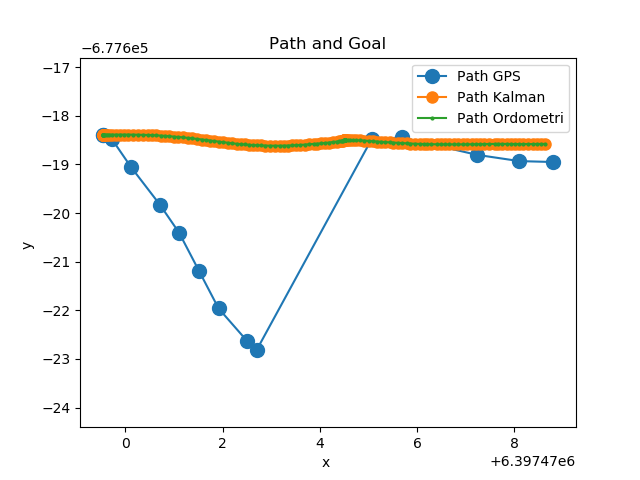 −6.776e5
Path and Goal
−17
−18
−19
−20
−21
−22
−23
−24
y
Path GPS
Path Kalman
Path Ordometri
0
2
4
6
8
x
+6.39747e6